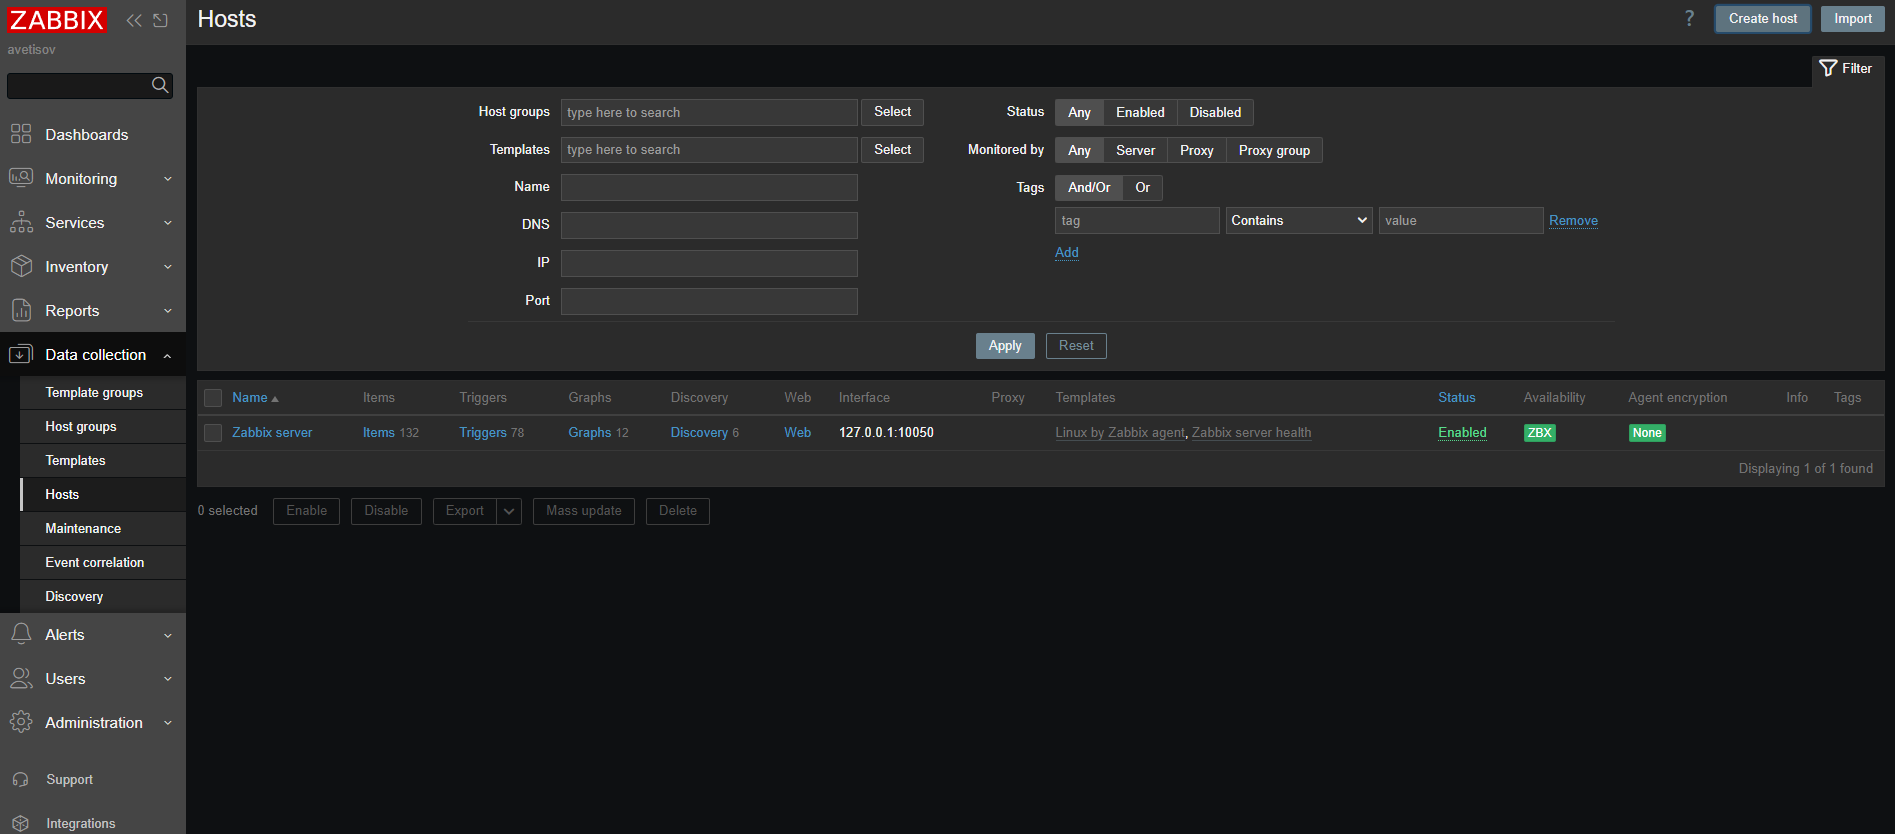 ZABBIX
avetisov
Dashboards
Monitoring
Services
Inventory
Reports
Data collection
Template groups
Host groups
Templates
Hosts
Maintenance
Event correlation
Discovery
Alerts
Users
Administration
Support
Integrations
Hosts
? Create host Import
Filter
Host groups type here to search Select
Templates type here to search Select
Name
DNS
IP
Port
Status Any Enabled Disabled
Monitored by Any Server Proxy Proxy group
Tags And/Or Or
tag Contains value Remove
Add
Apply Reset
Name Items Triggers Graphs Discovery Web Interface Proxy Templates Status Availability Agent encryption Info Tags
Zabbix server Items 132 Triggers 78 Graphs 12 Discovery 6 Web 127.0.0.1:10050 Linux by Zabbix agent, Zabbix server health Enabled ZBX None
Displaying 1 of 1 found
0 selected Enable Disable Export Mass update Delete